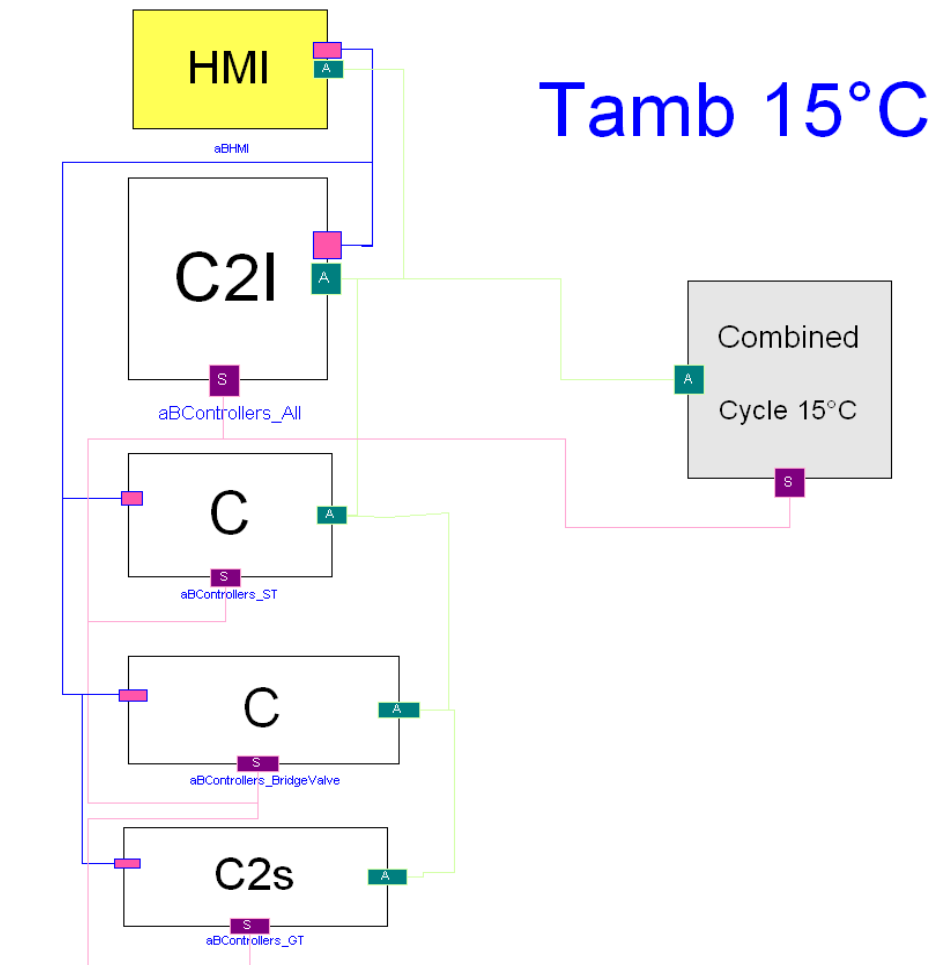 HMI
A
Tamb 15°C
aBHMI
C2I
A
S
aBControllers_All
Combined
Cycle 15°C
A
S
C
A
S
aBControllers_ST
C
A
S
aBControllers_BridgeValve
C2s
A
S
aBControllers_GT